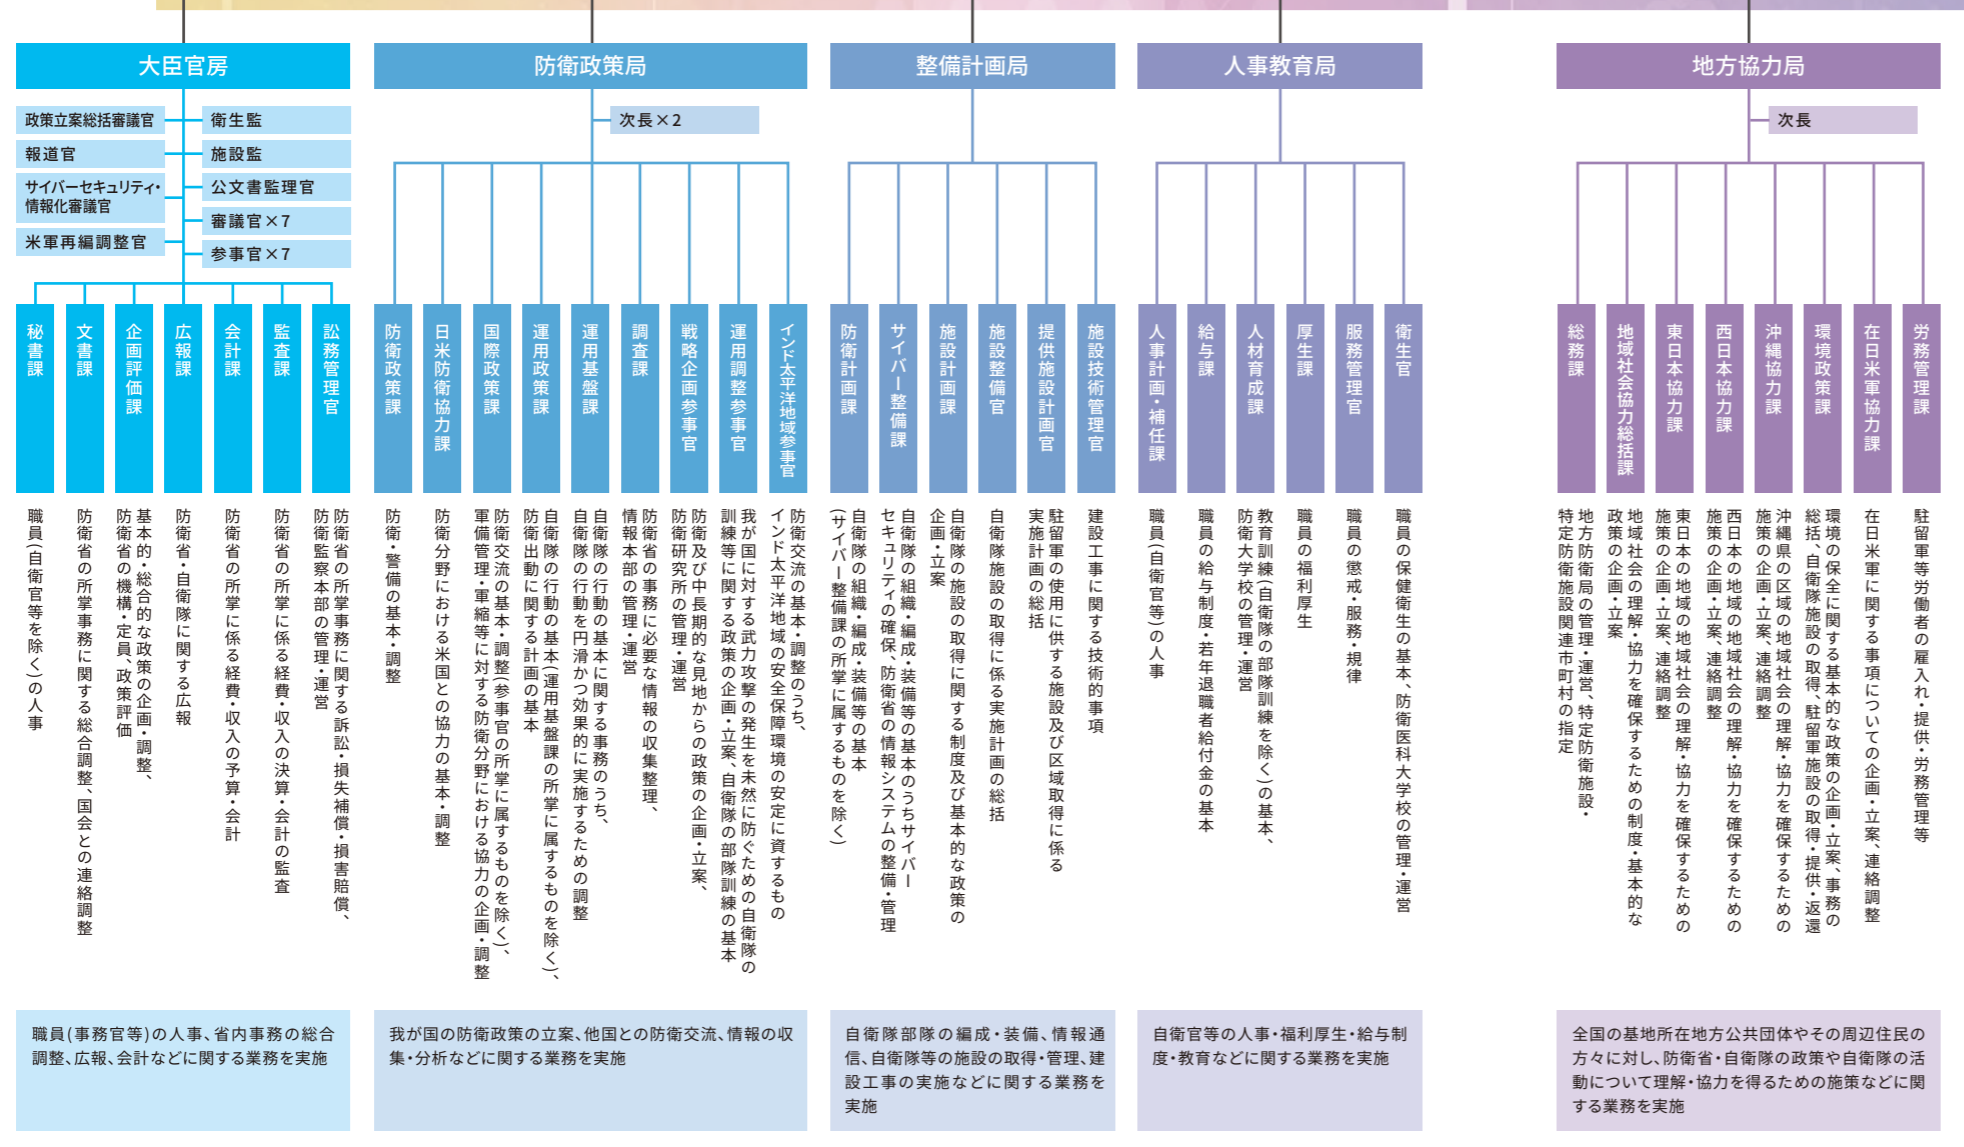 大臣官房
政策立案総括審議官
衛生監
報道官
施設監
サイバーセキュリティ・
情報化審議官
公文書監理官
審議官×7
米軍再編調整官
参事官×7
秘書課
職員(自衛官等を除く)の人事
文書課
防衛省の所掌事務に関する総合調整、国会との連絡調整
企画評価課
基本的・総合的な政策の企画・調整、
防衛省の機構・定員、政策評価
広報課
防衛省・自衛隊に関する広報
会計課
防衛省の所掌に係る経費・収入の予算・会計
監査課
防衛省の所掌に係る経費・収入の決算・会計の監査
訟務管理官
防衛省の所掌事務に関する訴訟・損失補償・損害賠償、
防衛監察本部の管理・運営
職員(事務官等)の人事、省内事務の総合
調整、広報、会計などに関する業務を実施
防衛政策局
次長×2
防衛政策課
防衛・警備の基本・調整
日米防衛協力課
防衛分野における米国との協力の基本・調整
国際政策課
防衛交流の基本・調整(参事官の所掌に属するものを除く)、
軍備管理・軍縮等に対する防衛分野における協力の企画・調整
運用政策課
自衛隊の行動の基本(運用基盤課の所掌に属するものを除く)、
防衛出動に関する計画の基本
運用基盤課
自衛隊の行動の基本に関する事務のうち、
自衛隊の行動を円滑かつ効果的に実施するための調整
調査課
防衛省の事務に必要な情報の収集整理、
情報本部の管理・運営
戦略企画参事官
防衛及び中長期的な見地からの政策の企画・立案、
防衛研究所の管理・運営
運用調整参事官
我が国に対する武力攻撃の発生を未然に防ぐための自衛隊の
訓練等に関する政策の企画・立案、自衛隊の部隊訓練の基本
インド太平洋地域参事官
防衛交流の基本・調整のうち、
インド太平洋地域の安全保障環境の安定に資するもの
我が国の防衛政策の立案、他国との防衛交流、情報の収
集・分析などに関する業務を実施
整備計画局
防衛計画課
自衛隊の組織・編成・装備等の基本
(サイバー整備課の所掌に属するものを除く)
サイバー整備課
自衛隊の組織・編成・装備等の基本のうちサイバー
セキュリティの確保、防衛省の情報システムの整備・管理
施設計画課
自衛隊の施設の取得に関する制度及び基本的な政策の
企画・立案
施設整備官
自衛隊施設の取得に係る実施計画の総括
提供施設計画官
駐留軍の使用に供する施設及び区域取得に係る
実施計画の総括
施設技術管理官
建設工事に関する技術的事項
自衛隊部隊の編成・装備、情報通
信、自衛隊等の施設の取得・管理、建
設工事の実施などに関する業務を
実施
人事教育局
人事計画・補任課
職員(自衛官等)の人事
給与課
職員の給与制度・若年退職者給付金の基本
人材育成課
教育訓練(自衛隊の部隊訓練を除く)の基本、
防衛大学校の管理・運営
厚生課
職員の福利厚生
服務管理官
職員の懲戒・服務・規律
衛生官
職員の保健衛生の基本、防衛医科大学校の管理・運営
自衛官等の人事・福利厚生・給与制
度・教育などに関する業務を実施
地方協力局
次長
総務課
地方防衛局の管理・運営、特定防衛施設・
特定防衛施設関連市町村の指定
地域社会協力総括課
地域社会の理解・協力を確保するための制度・基本的な
政策の企画・立案
東日本協力課
東日本の地域の地域社会の理解・協力を確保するための
施策の企画・立案、連絡調整
西日本協力課
西日本の地域の地域社会の理解・協力を確保するための
施策の企画・立案、連絡調整
沖縄協力課
沖縄県の区域の地域社会の理解・協力を確保するための
施策の企画・立案、連絡調整
環境政策課
環境の保全に関する基本的な政策の企画・立案、事務の
総括、自衛隊施設の取得、駐留軍施設の取得・提供・返還
在日米軍協力課
在日米軍に関する事項についての企画・立案、連絡調整
労務管理課
駐留軍等労働者の雇入れ・提供・労務管理等
全国の基地所在地方公共団体やその周辺住民の
方々に対し、防衛省・自衛隊の政策や自衛隊の活
動について理解・協力を得るための施策などに関
する業務を実施